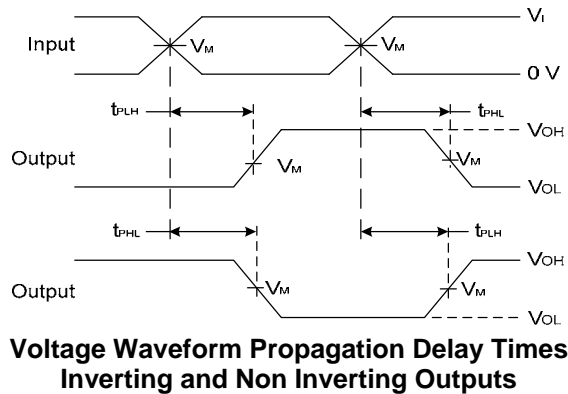 Input
VM
VM
VI
0 V
tPLH
tPHL
Output
VM
VM
VOH
VOL
tPHL
tPLH
Output
VM
VM
VOH
VOL
Voltage Waveform Propagation Delay Times
Inverting and Non Inverting Outputs